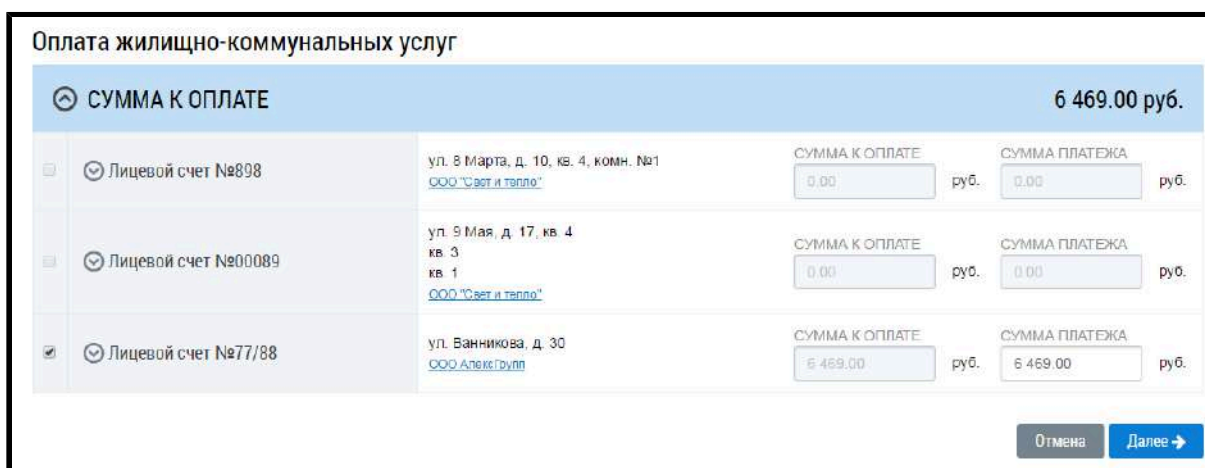 Оплата жилищно-коммунальных услуг
СУММА К ОПЛАТЕ 6 469.00 руб.
Лицевой счет №898
ул. 8 Марта, д. 10, кв. 4, комн. №1
ООО "Свет и тепло"
СУММА К ОПЛАТЕ
0.00 руб.
СУММА ПЛАТЕЖА
0.00 руб.
Лицевой счет №00089
ул. 9 Мая, д. 17, кв. 4
кв. 3
кв. 1
ООО "Свет и тепло"
СУММА К ОПЛАТЕ
0.00 руб.
СУММА ПЛАТЕЖА
0.00 руб.
Лицевой счет №77/88
ул. Ванникова, д. 30
ООО АлексГрупп
СУММА К ОПЛАТЕ
6 469.00 руб.
СУММА ПЛАТЕЖА
6 469.00 руб.
Отмена
Далее